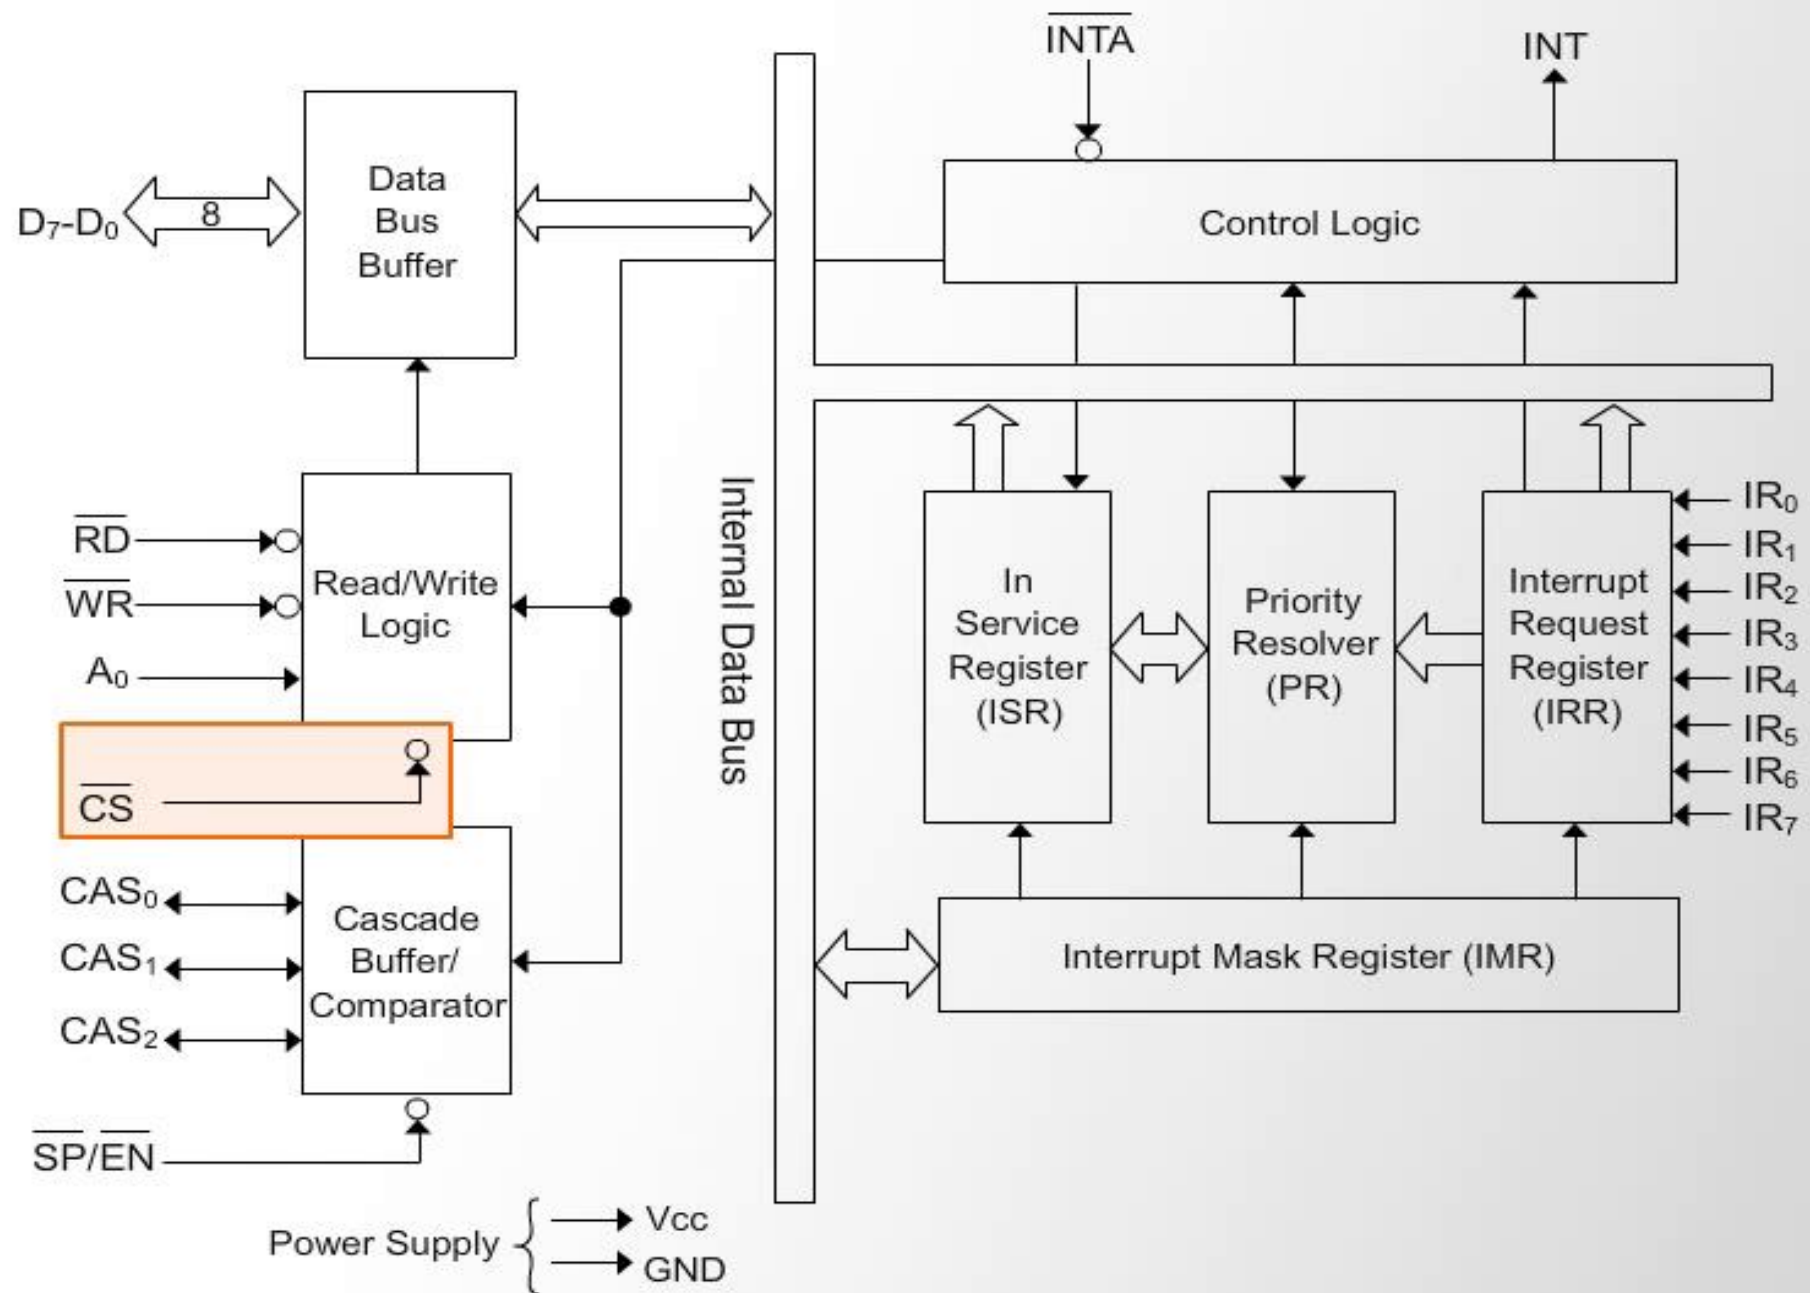 INTA
INT
Data
Bus
Buffer
D₇-D₀
8
Control Logic
Internal Data Bus
RD
WR
A₀
CS
Read/Write
Logic
In
Service
Register
(ISR)
Priority
Resolver
(PR)
Interrupt
Request
Register
(IRR)
IR₀
IR₁
IR₂
IR₃
IR₄
IR₅
IR₆
IR₇
CAS₀
CAS₁
CAS₂
Cascade
Buffer/
Comparator
Interrupt Mask Register (IMR)
SP/EN
Power Supply
Vcc
GND